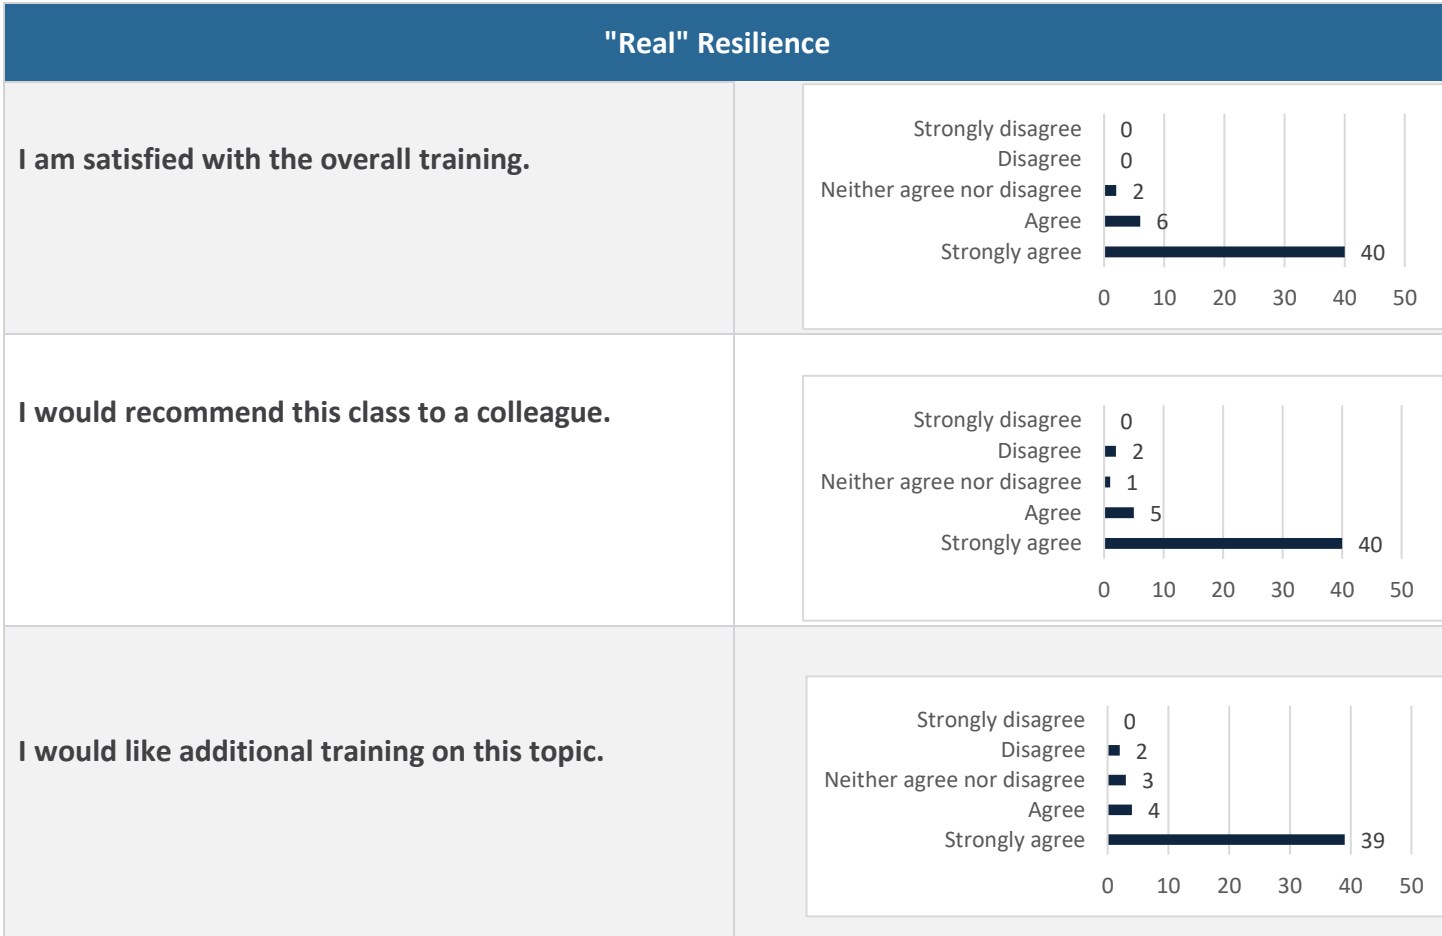 "Real" Resilience
I am satisfied with the overall training.
Strongly disagree 0
Disagree 0
Neither agree nor disagree 2
Agree 6
Strongly agree 40
0 10 20 30 40 50
I would recommend this class to a colleague.
Strongly disagree 0
Disagree 2
Neither agree nor disagree 1
Agree 5
Strongly agree 40
0 10 20 30 40 50
I would like additional training on this topic.
Strongly disagree 0
Disagree 2
Neither agree nor disagree 3
Agree 4
Strongly agree 39
0 10 20 30 40 50